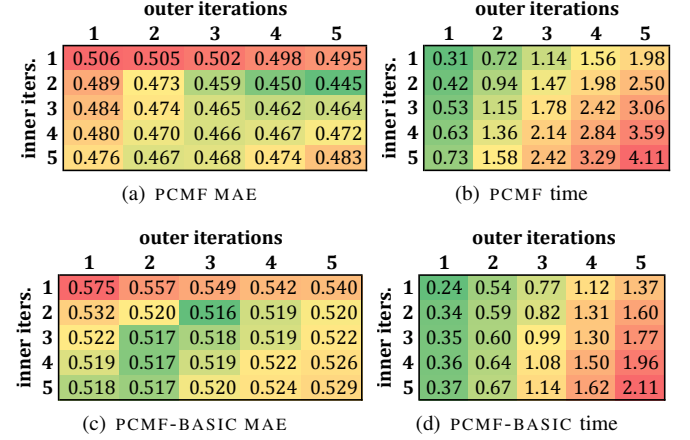 outer iterations
1 2 3 4 5
inner iters.
1 0.506 0.505 0.502 0.498 0.495
2 0.489 0.473 0.459 0.450 0.445
3 0.484 0.474 0.465 0.462 0.464
4 0.480 0.470 0.466 0.467 0.472
5 0.476 0.467 0.468 0.474 0.483
(a) PCMF MAE
outer iterations
1 2 3 4 5
inner iters.
1 0.31 0.72 1.14 1.56 1.98
2 0.42 0.94 1.47 1.98 2.50
3 0.53 1.15 1.78 2.42 3.06
4 0.63 1.36 2.14 2.84 3.59
5 0.73 1.58 2.42 3.29 4.11
(b) PCMF time
outer iterations
1 2 3 4 5
inner iters.
1 0.575 0.557 0.549 0.542 0.540
2 0.532 0.520 0.516 0.519 0.520
3 0.522 0.517 0.518 0.519 0.522
4 0.519 0.517 0.519 0.522 0.526
5 0.518 0.517 0.520 0.524 0.529
(c) PCMF-BASIC MAE
outer iterations
1 2 3 4 5
inner iters.
1 0.24 0.54 0.77 1.12 1.37
2 0.34 0.59 0.82 1.31 1.60
3 0.35 0.60 0.99 1.30 1.77
4 0.36 0.64 1.08 1.50 1.96
5 0.37 0.67 1.14 1.62 2.11
(d) PCMF-BASIC time